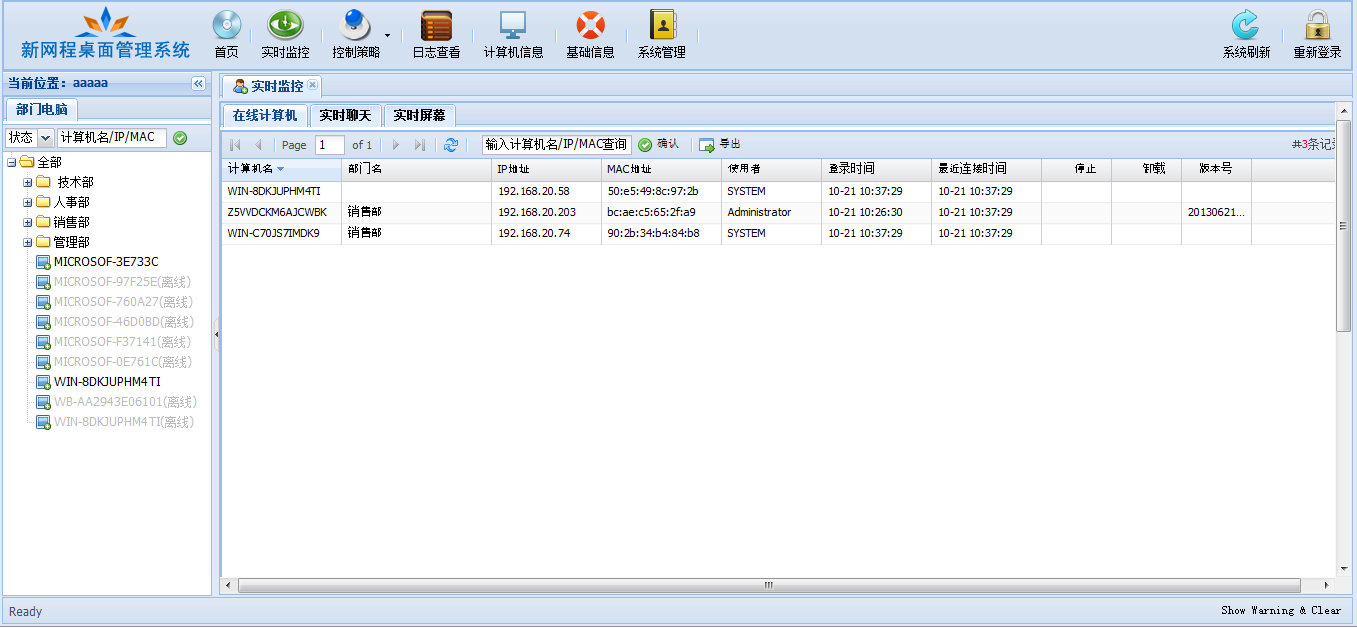 新网程桌面管理系统
首页 实时监控 控制策略 日志查看 计算机信息 基础信息 系统管理 系统刷新 重新登录
当前位置：aaaaa
部门电脑
状态 计算机名/IP/MAC
全部
技术部
人事部
销售部
管理部
MICROSOF-3E733C
MICROSOF-97F25E(离线)
MICROSOF-760A27(离线)
MICROSOF-46D0BD(离线)
MICROSOF-F37141(离线)
MICROSOF-0E761C(离线)
WIN-8DKJUPHM4TI
WB-AA2943E06101(离线)
WIN-8DKJUPHM4TI(离线)
实时监控
在线计算机 实时聊天 实时屏幕
Page 1 of 1 输入计算机名/IP/MAC查询 确认 导出 共3条记
计算机名 部门名 IP地址 MAC地址 使用者 登录时间 最近连接时间 停止 卸载 版本号
WIN-8DKJUPHM4TI 192.168.20.58 50:e5:49:8c:97:2b SYSTEM 10-21 10:37:29 10-21 10:37:29
Z5VVDCKM6AJCWBK 销售部 192.168.20.203 bc:ae:c5:65:2f:a9 Administrator 10-21 10:26:30 10-21 10:37:29 20130621...
WIN-C70JS7IMDK9 销售部 192.168.20.74 90:2b:34:b4:84:b8 SYSTEM 10-21 10:37:29 10-21 10:37:29
Ready Show Warning & Clear